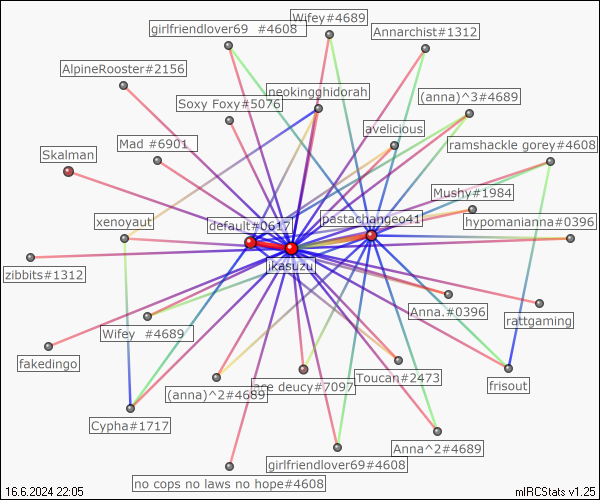 Wifey#4689
girlfriendlover69 #4608
Annarchist#1312
AlpineRooster#2156
neokingghidorah
(anna)^3#4689
Soxy Foxy#5076
avelicious
Mad #6901
ramshackle gorey#4608
Skalman
Mushy#1984
xenoyaut
default#0617
pastachangeo41
hypomanianna#0396
ikasuzu
zibbits#1312
Anna.#0396
rattgaming
Wifey #4689
fakedingo
Toucan#2473
frisout
(anna)^2#4689
ace deucy#7097
Cypha#1717
Anna^2#4689
girlfriendlover69#4608
no cops no laws no hope#4608
16.6.2024 22:05
mIRCStats v1.25